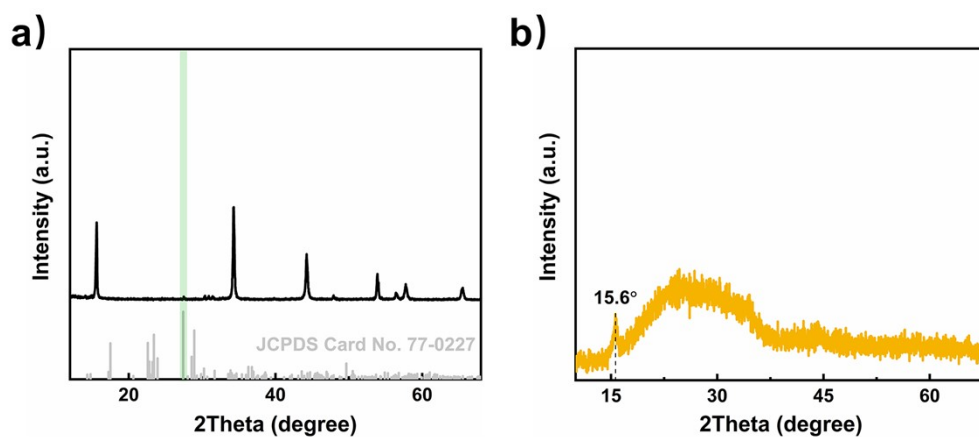 a)
Intensity (a.u.)
JCPDS Card No. 77-0227
20 40 60
2Theta (degree)
b)
Intensity (a.u.)
15.6°
15 30 45 60
2Theta (degree)